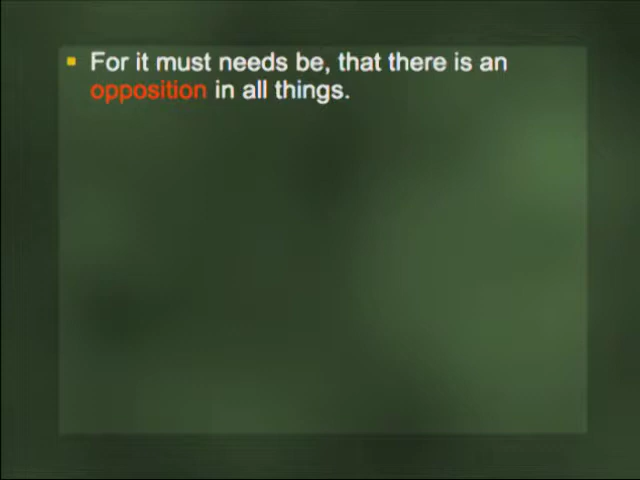 For it must needs be, that there is an
opposition in all things.